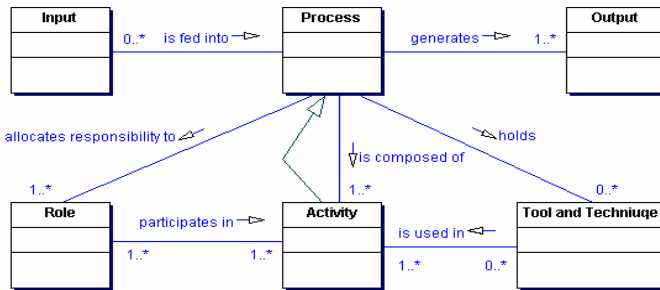 Input
Process
Output
0..*
is fed into
generates
1..*
allocates responsibility to
is composed of
holds
1..*
1..*
0..*
Role
Activity
Tool and Techniuqe
participates in
is used in
1..*
1..*
1..*
0..*